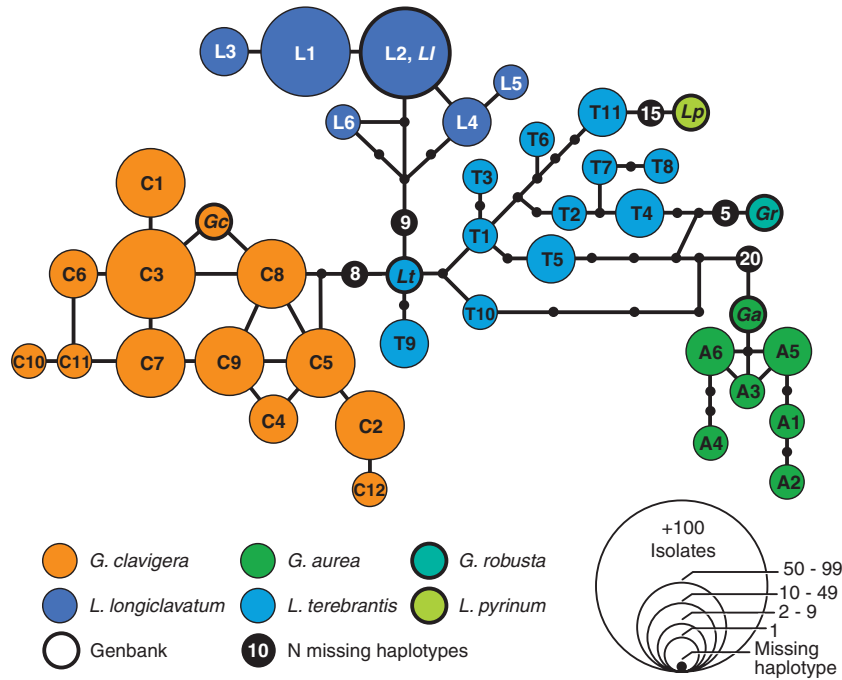 L3 L1 L2, Ll L5
L6 L4 T11 15 Lp
T6
T3 T7 T8
C1 Gc 9 T1 T2 T4 5 Gr
C6 C3 C8 8 Lt T5 20
T10 Ga
C10 C11 C7 C9 C5 T9 A6 A5
A3
C4 C2 A4 A1
C12 A2
G. clavigera G. aurea G. robusta
L. longiclavatum L. terebrantis L. pyrinum
Genbank 10 N missing haplotypes
+100
Isolates
50 - 99
10 - 49
2 - 9
1
Missing
haplotype